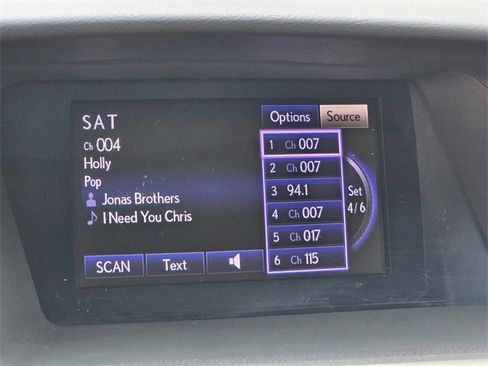 SAT
Options
Source
Ch 004
Holly
Pop
Jonas Brothers
I Need You Chris
1 Ch 007
2 Ch 007
3 94.1
4 Ch 007
5 Ch 017
6 Ch 115
Set
4/6
SCAN
Text